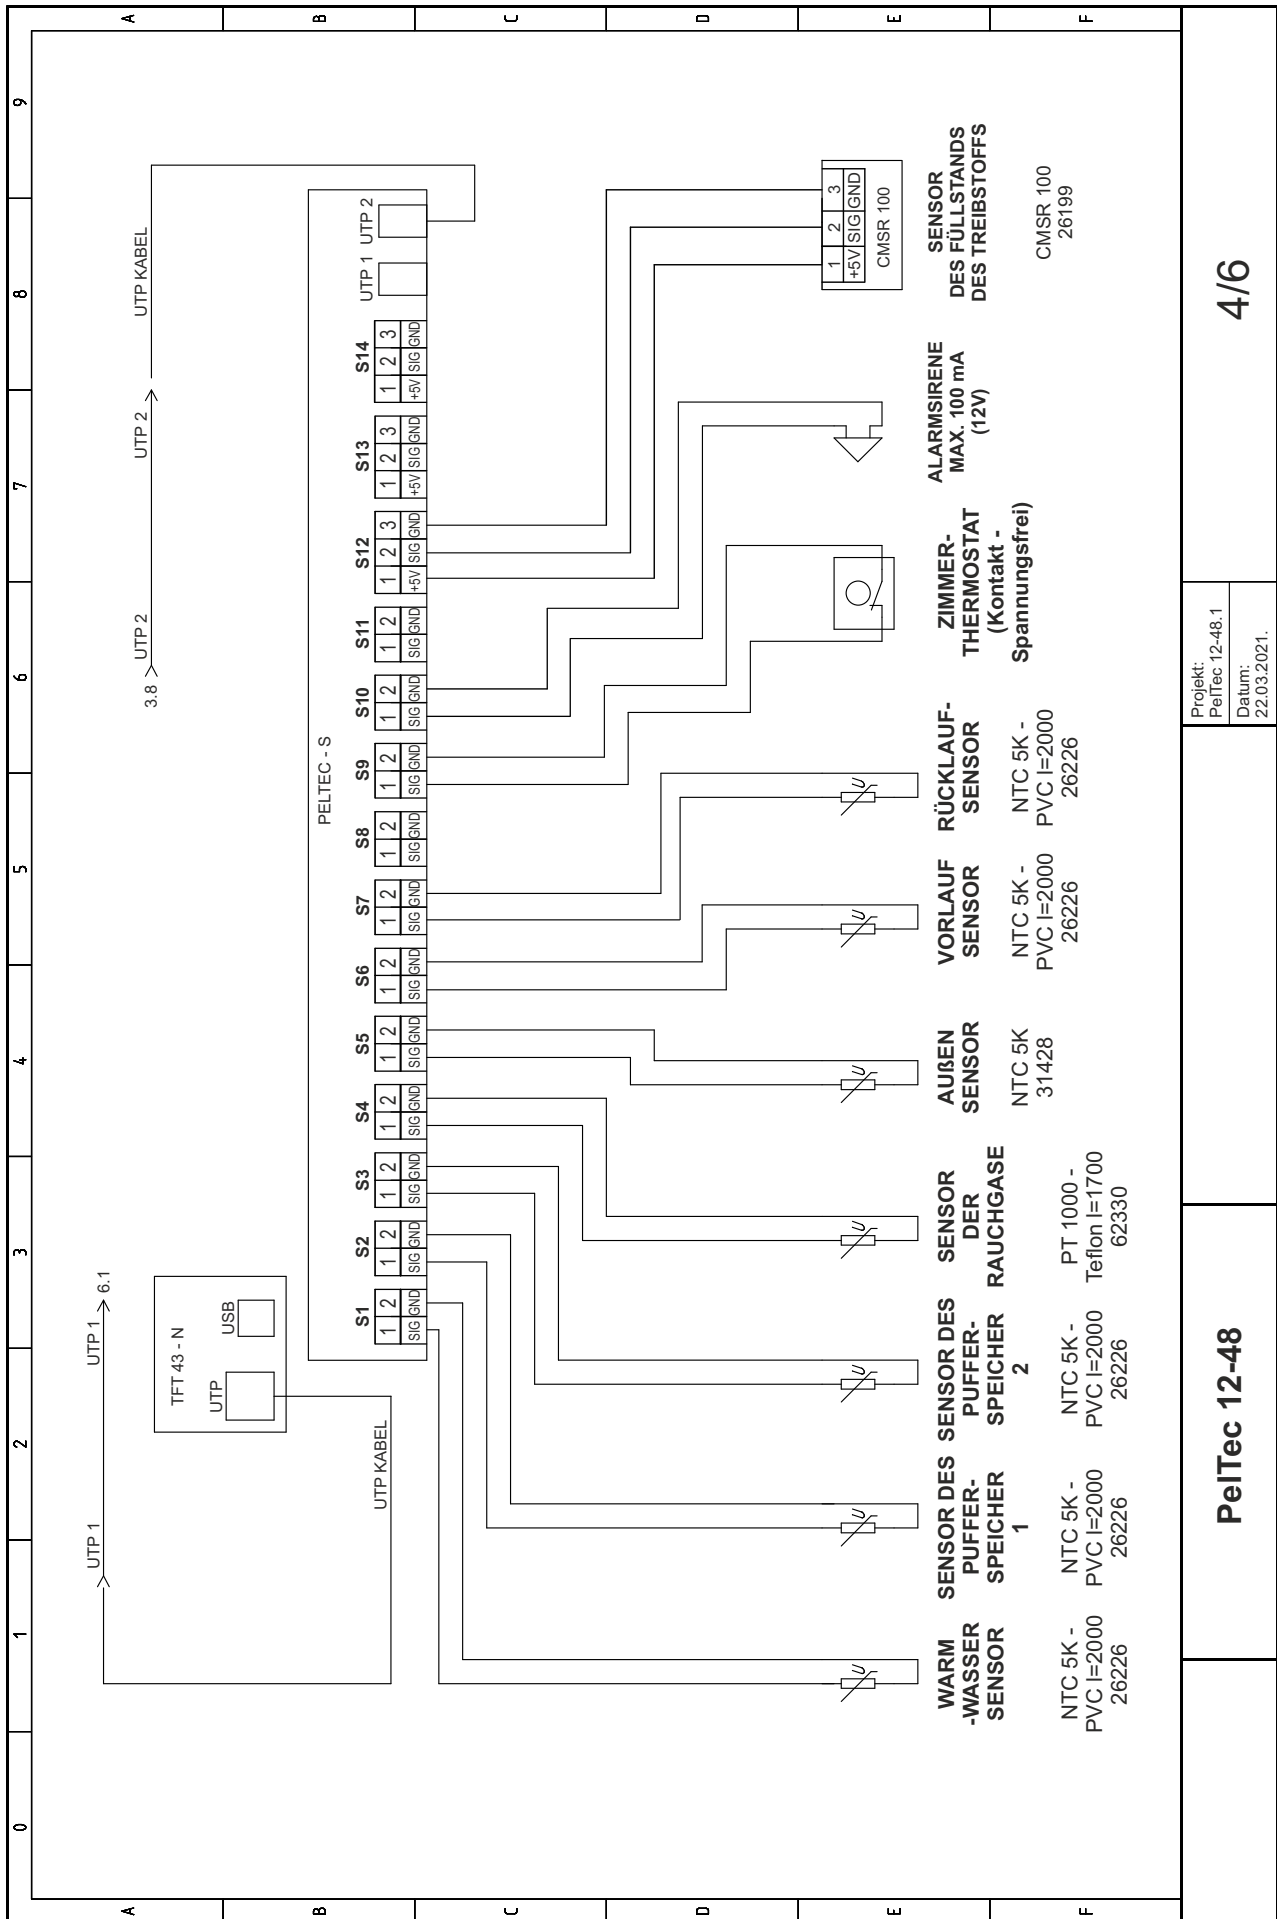 0 1 2 3 4 5 6 7 8 9
A
B
C
D
E
F
A
B
C
D
E
F
UTP 1
UTP 1
6.1
3.8
UTP 2
UTP 2
UTP KABEL
TFT 43 - N
UTP
USB
UTP KABEL
PELTEC - S
S1
1 2
SIG GND
S2
1 2
SIG GND
S3
1 2
SIG GND
S4
1 2
SIG GND
S5
1 2
SIG GND
S6
1 2
SIG GND
S7
1 2
SIG GND
S8
1 2
SIG GND
S9
1 2
SIG GND
S10
1 2
SIG GND
S11
1 2
SIG GND
S12
1 2 3
+5V SIG GND
S13
1 2 3
+5V SIG GND
S14
1 2 3
+5V SIG GND
UTP 1
UTP 2
U
U
U
U
U
U
U
1 2 3
+5V SIG GND
CMSR 100
WARM
-WASSER
SENSOR
NTC 5K -
PVC l=2000
26226
SENSOR DES
PUFFER-
SPEICHER
1
NTC 5K -
PVC l=2000
26226
SENSOR DES
PUFFER-
SPEICHER
2
NTC 5K -
PVC l=2000
26226
SENSOR
DER
RAUCHGASE
PT 1000 -
Teflon l=1700
62330
AUßEN
SENSOR
NTC 5K
31428
VORLAUF
SENSOR
NTC 5K -
PVC l=2000
26226
RÜCKLAUF-
SENSOR
NTC 5K -
PVC l=2000
26226
ZIMMER-
THERMOSTAT
(Kontakt -
Spannungsfrei)
ALARMSIRENE
MAX. 100 mA
(12V)
SENSOR
DES FÜLLSTANDS
DES TREIBSTOFFS
CMSR 100
26199
PelTec 12-48
Projekt:
PelTec 12-48.1
Datum:
22.03.2021.
4/6